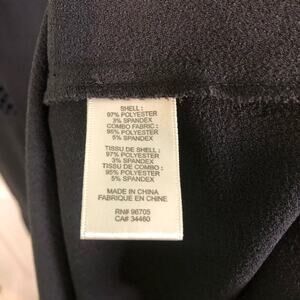 SHELL :
97% POLYESTER
3% SPANDEX
COMBO FABRIC :
95% POLYESTER
5% SPANDEX
TISSU DE SHELL :
97% POLYESTER
3% SPANDEX
TISSU DE COMBO :
95% POLYESTER
5% SPANDEX
MADE IN CHINA
FABRIQUE EN CHINE
RN# 96705
CA# 34460